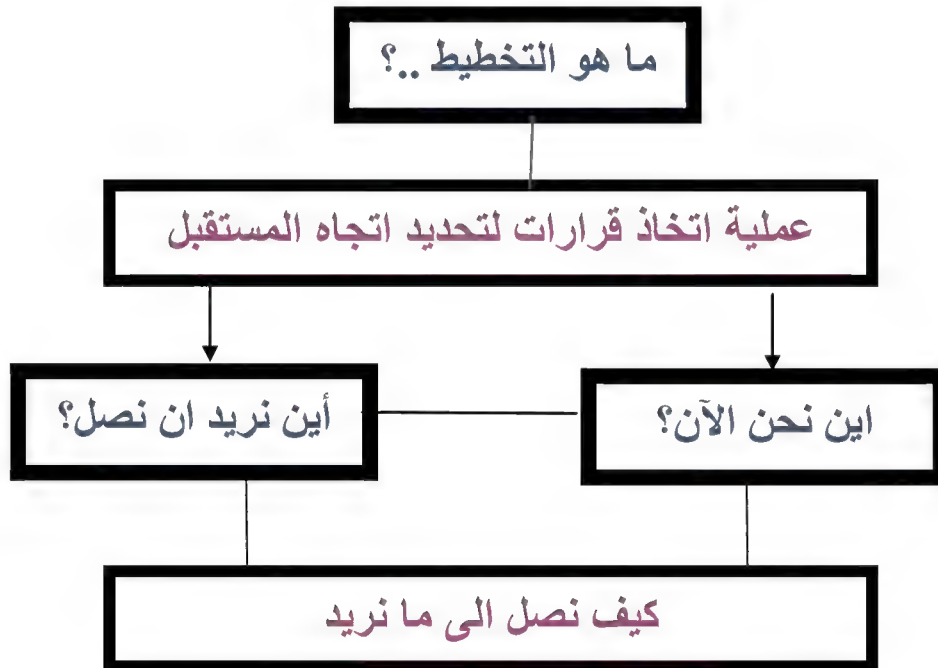 ما هو التخطيط ..؟
عملية اتخاذ قرارات لتحديد اتجاه المستقبل
اين نحن الآن؟
أين نريد ان نصل؟
كيف نصل الى ما نريد